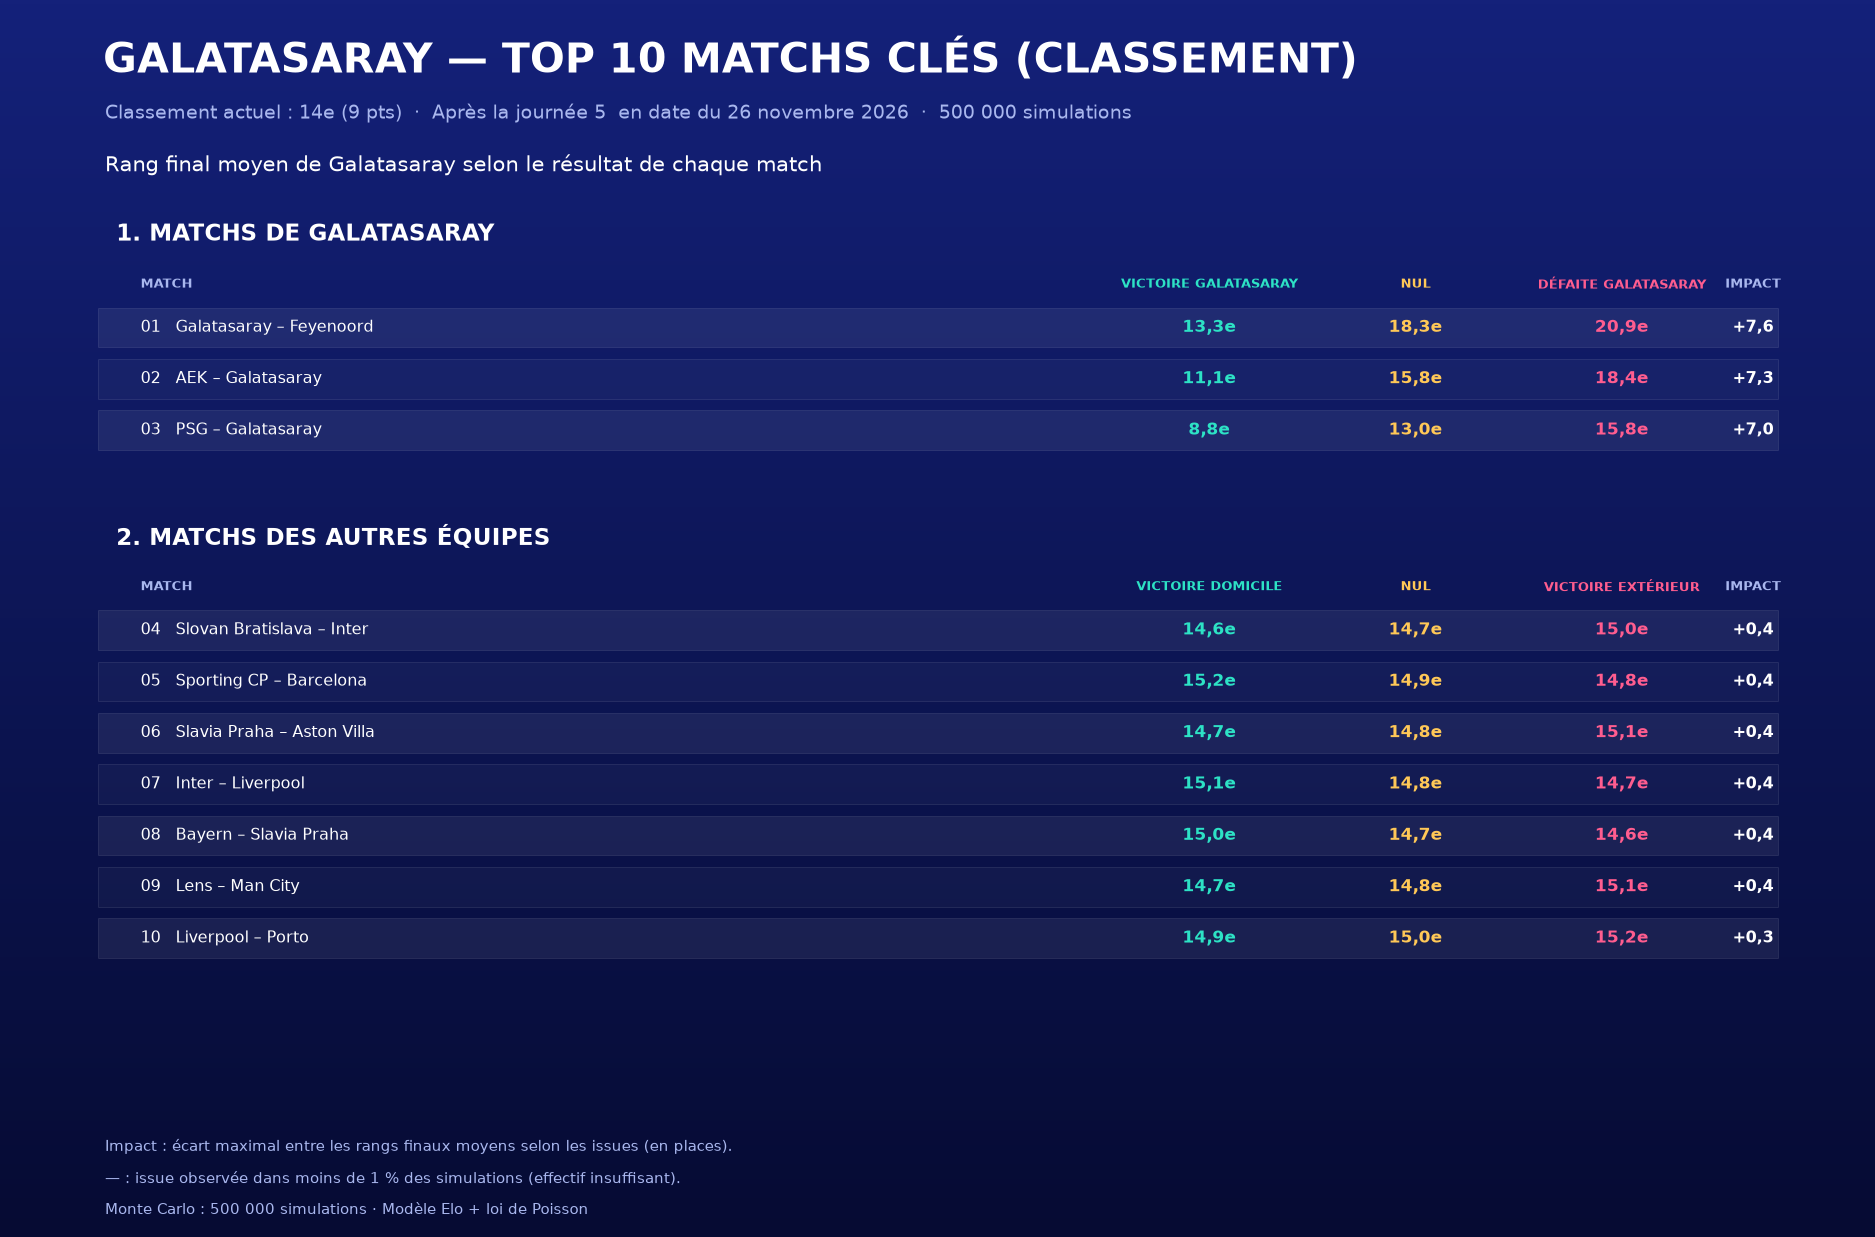 GALATASARAY — TOP 10 MATCHS CLÉS (CLASSEMENT)
Classement actuel : 14e (9 pts) · Après la journée 5 en date du 26 novembre 2026 · 500 000 simulations
Rang final moyen de Galatasaray selon le résultat de chaque match
1. MATCHS DE GALATASARAY
MATCH VICTOIRE GALATASARAY NUL DÉFAITE GALATASARAY IMPACT
01 Galatasaray – Feyenoord 13,3e 18,3e 20,9e +7,6
02 AEK – Galatasaray 11,1e 15,8e 18,4e +7,3
03 PSG – Galatasaray 8,8e 13,0e 15,8e +7,0
2. MATCHS DES AUTRES ÉQUIPES
MATCH VICTOIRE DOMICILE NUL VICTOIRE EXTÉRIEUR IMPACT
04 Slovan Bratislava – Inter 14,6e 14,7e 15,0e +0,4
05 Sporting CP – Barcelona 15,2e 14,9e 14,8e +0,4
06 Slavia Praha – Aston Villa 14,7e 14,8e 15,1e +0,4
07 Inter – Liverpool 15,1e 14,8e 14,7e +0,4
08 Bayern – Slavia Praha 15,0e 14,7e 14,6e +0,4
09 Lens – Man City 14,7e 14,8e 15,1e +0,4
10 Liverpool – Porto 14,9e 15,0e 15,2e +0,3
Impact : écart maximal entre les rangs finaux moyens selon les issues (en places).
— : issue observée dans moins de 1 % des simulations (effectif insuffisant).
Monte Carlo : 500 000 simulations · Modèle Elo + loi de Poisson